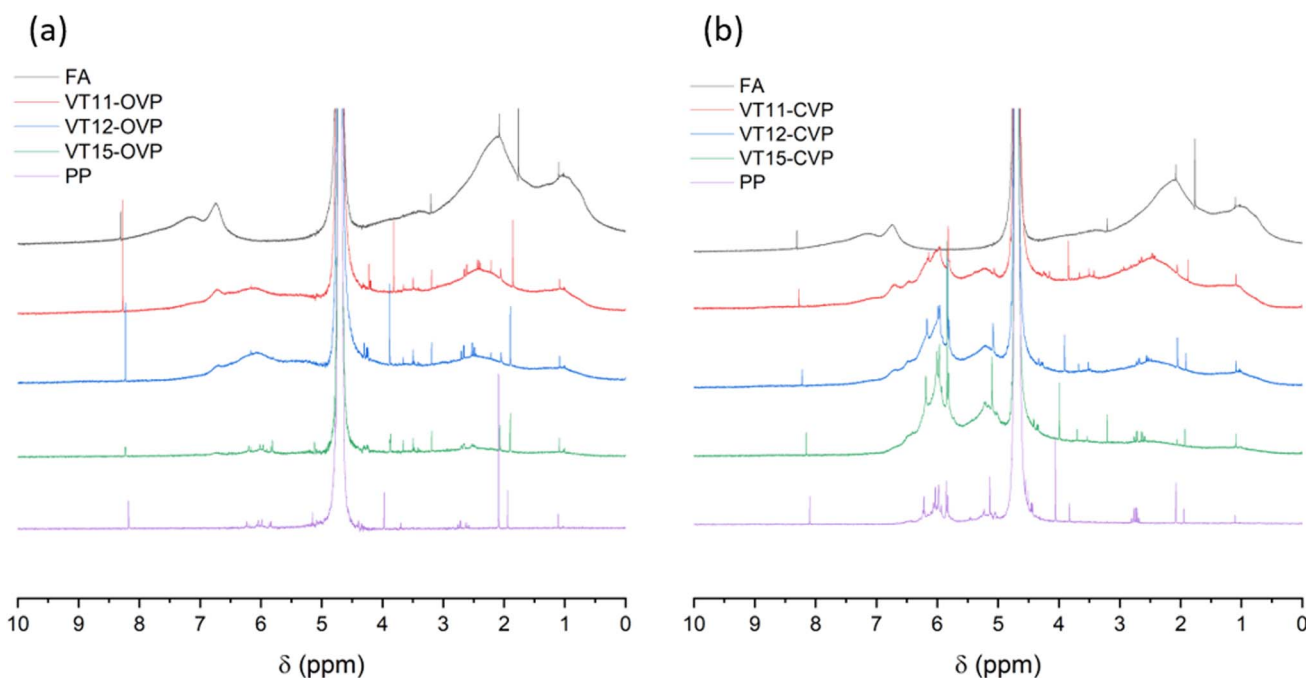 (a)
FA
VT11-OVP
VT12-OVP
VT15-OVP
PP
10 9 8 7 6 5 4 3 2 1 0
δ (ppm)
(b)
FA
VT11-CVP
VT12-CVP
VT15-CVP
PP
10 9 8 7 6 5 4 3 2 1 0
δ (ppm)